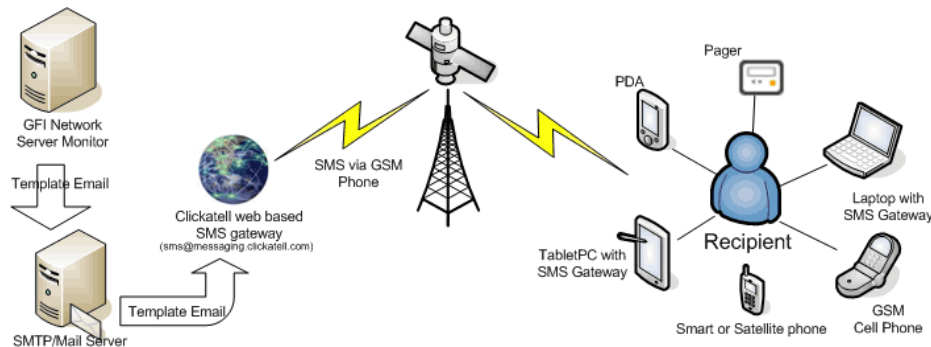 GFI Network
Server Monitor
Template Email
SMTP/Mail Server
Template Email
Clickatell web based
SMS gateway
(sms@messaging.clickatell.com)
SMS via GSM
Phone
PDA
Pager
Laptop with
SMS Gateway
Recipient
TabletPC with
SMS Gateway
Smart or Satellite phone
GSM
Cell Phone